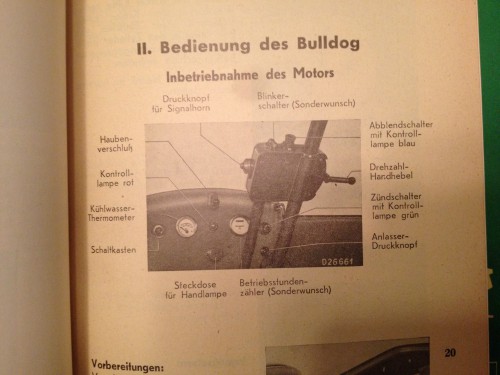 II. Bedienung des Bulldog
Inbetriebnahme des Motors
Druckknopf
für Signalhorn
Blinker-
schalter (Sonderwunsch)
Hauben-
verschluß
Kontroll-
lampe rot
Kühlwasser-
Thermometer
Schaltkasten
Abblendschalter
mit Kontroll-
lampe blau
Drehzahl-
Handhebel
Zündschalter
mit Kontroll-
lampe grün
Anlasser-
Druckknopf
026661
Steckdose
für Handlampe
Betriebsstunden-
zähler (Sonderwunsch)
20
Vorbereitungen: